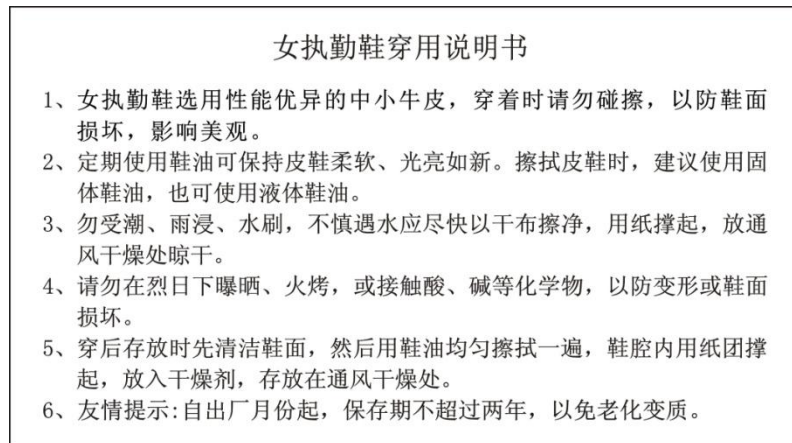 女执勤鞋穿用说明书
1、女执勤鞋选用性能优异的中小牛皮，穿着时请勿碰擦，以防鞋面
损坏，影响美观。
2、定期使用鞋油可保持皮鞋柔软、光亮如新。擦拭皮鞋时，建议使用固
体鞋油，也可使用液体鞋油。
3、勿受潮、雨浸、水刷，不慎遇水应尽快以干布擦净，用纸撑起，放通
风干燥处晾干。
4、请勿在烈日下曝晒、火烤，或接触酸、碱等化学物，以防变形或鞋面
损坏。
5、穿后存放时先清洁鞋面，然后用鞋油均匀擦拭一遍，鞋腔内用纸团撑
起，放入干燥剂，存放在通风干燥处。
6、友情提示:自出厂月份起，保存期不超过两年，以免老化变质。